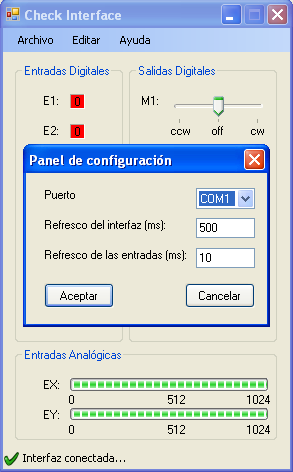 Check Interface
Archivo Editar Ayuda
Entradas Digitales Salidas Digitales
E1: 0 M1:
E2: 0 ccw off cw
Panel de configuración
Puerto COM1
Refresco del interfaz (ms): 500
Refresco de las entradas (ms): 10
Aceptar Cancelar
Entradas Analógicas
EX:
0 512 1024
EY:
0 512 1024
Interfaz conectada...